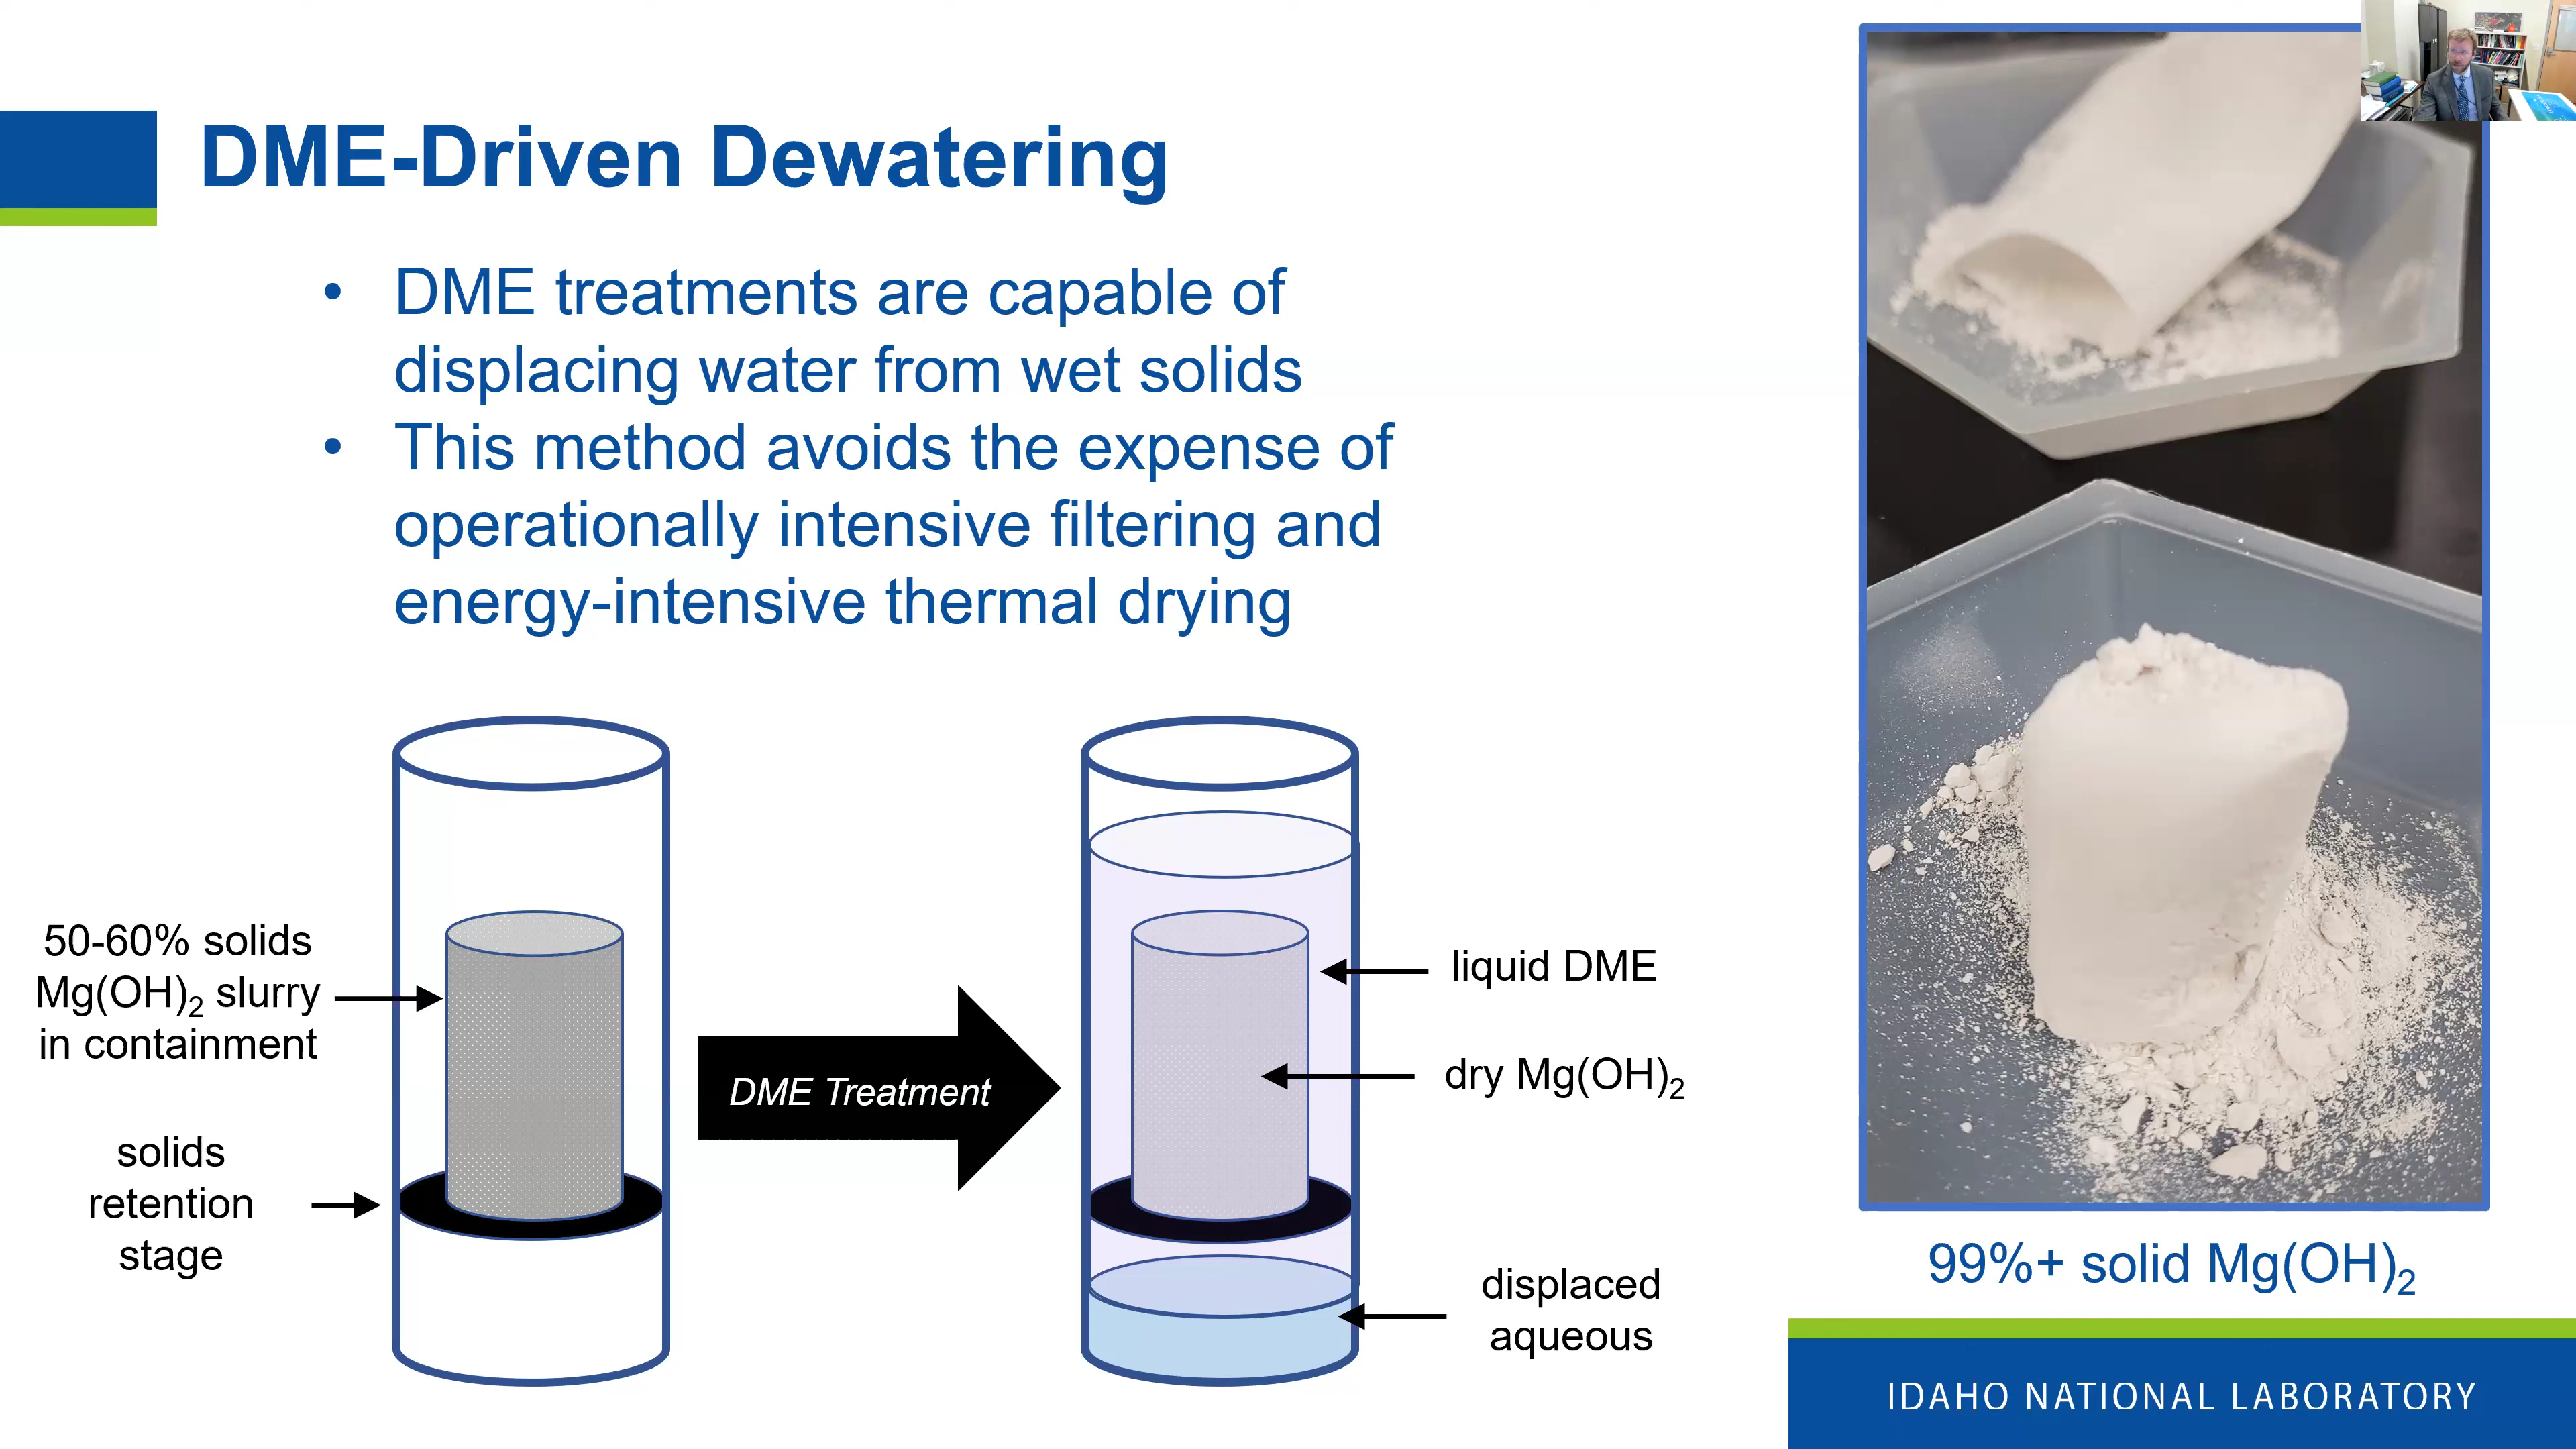 DME-Driven Dewatering
• DME treatments are capable of
displacing water from wet solids
• This method avoids the expense of
operationally intensive filtering and
energy-intensive thermal drying
50-60% solids
Mg(OH)₂ slurry
in containment
solids
retention
stage
DME Treatment
liquid DME
dry Mg(OH)₂
displaced
aqueous
99%+ solid Mg(OH)₂
IDAHO NATIONAL LABORATORY